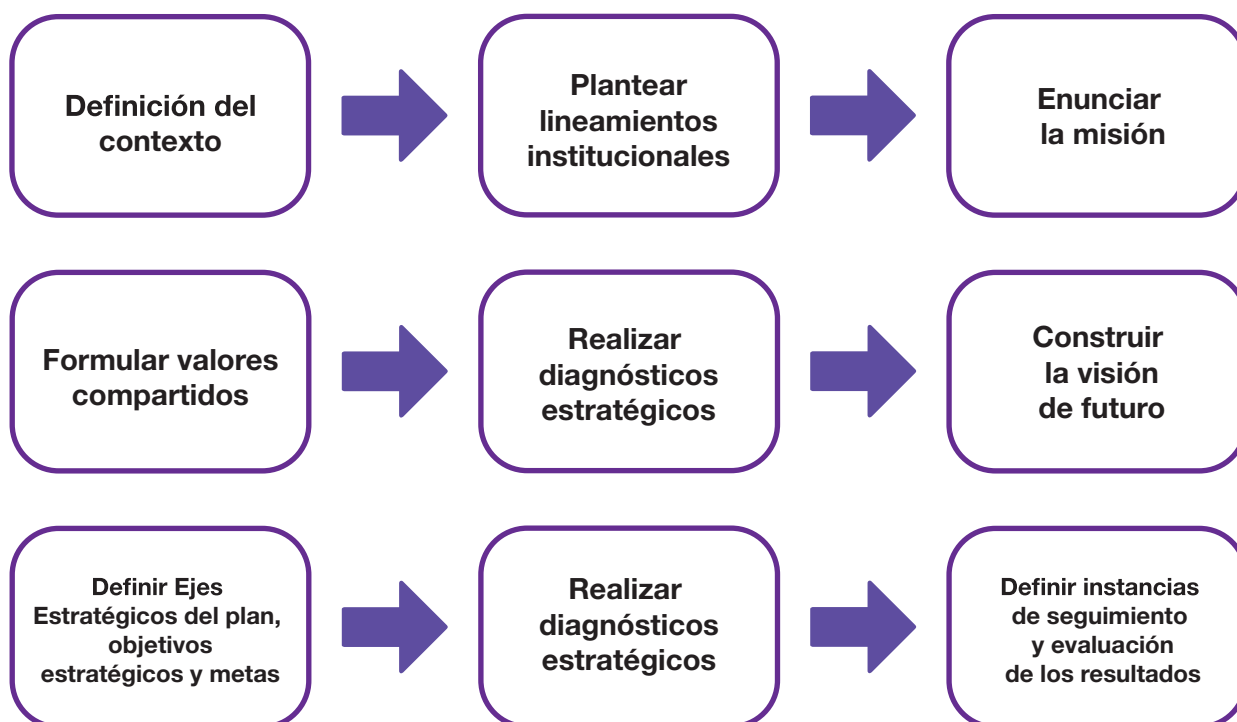 Definición del
contexto
Plantear
lineamientos
institucionales
Enunciar
la misión
Formular valores
compartidos
Realizar
diagnósticos
estratégicos
Construir
la visión
de futuro
Definir Ejes
Estratégicos del plan,
objetivos
estratégicos y metas
Realizar
diagnósticos
estratégicos
Definir instancias
de seguimiento
y evaluación
de los resultados